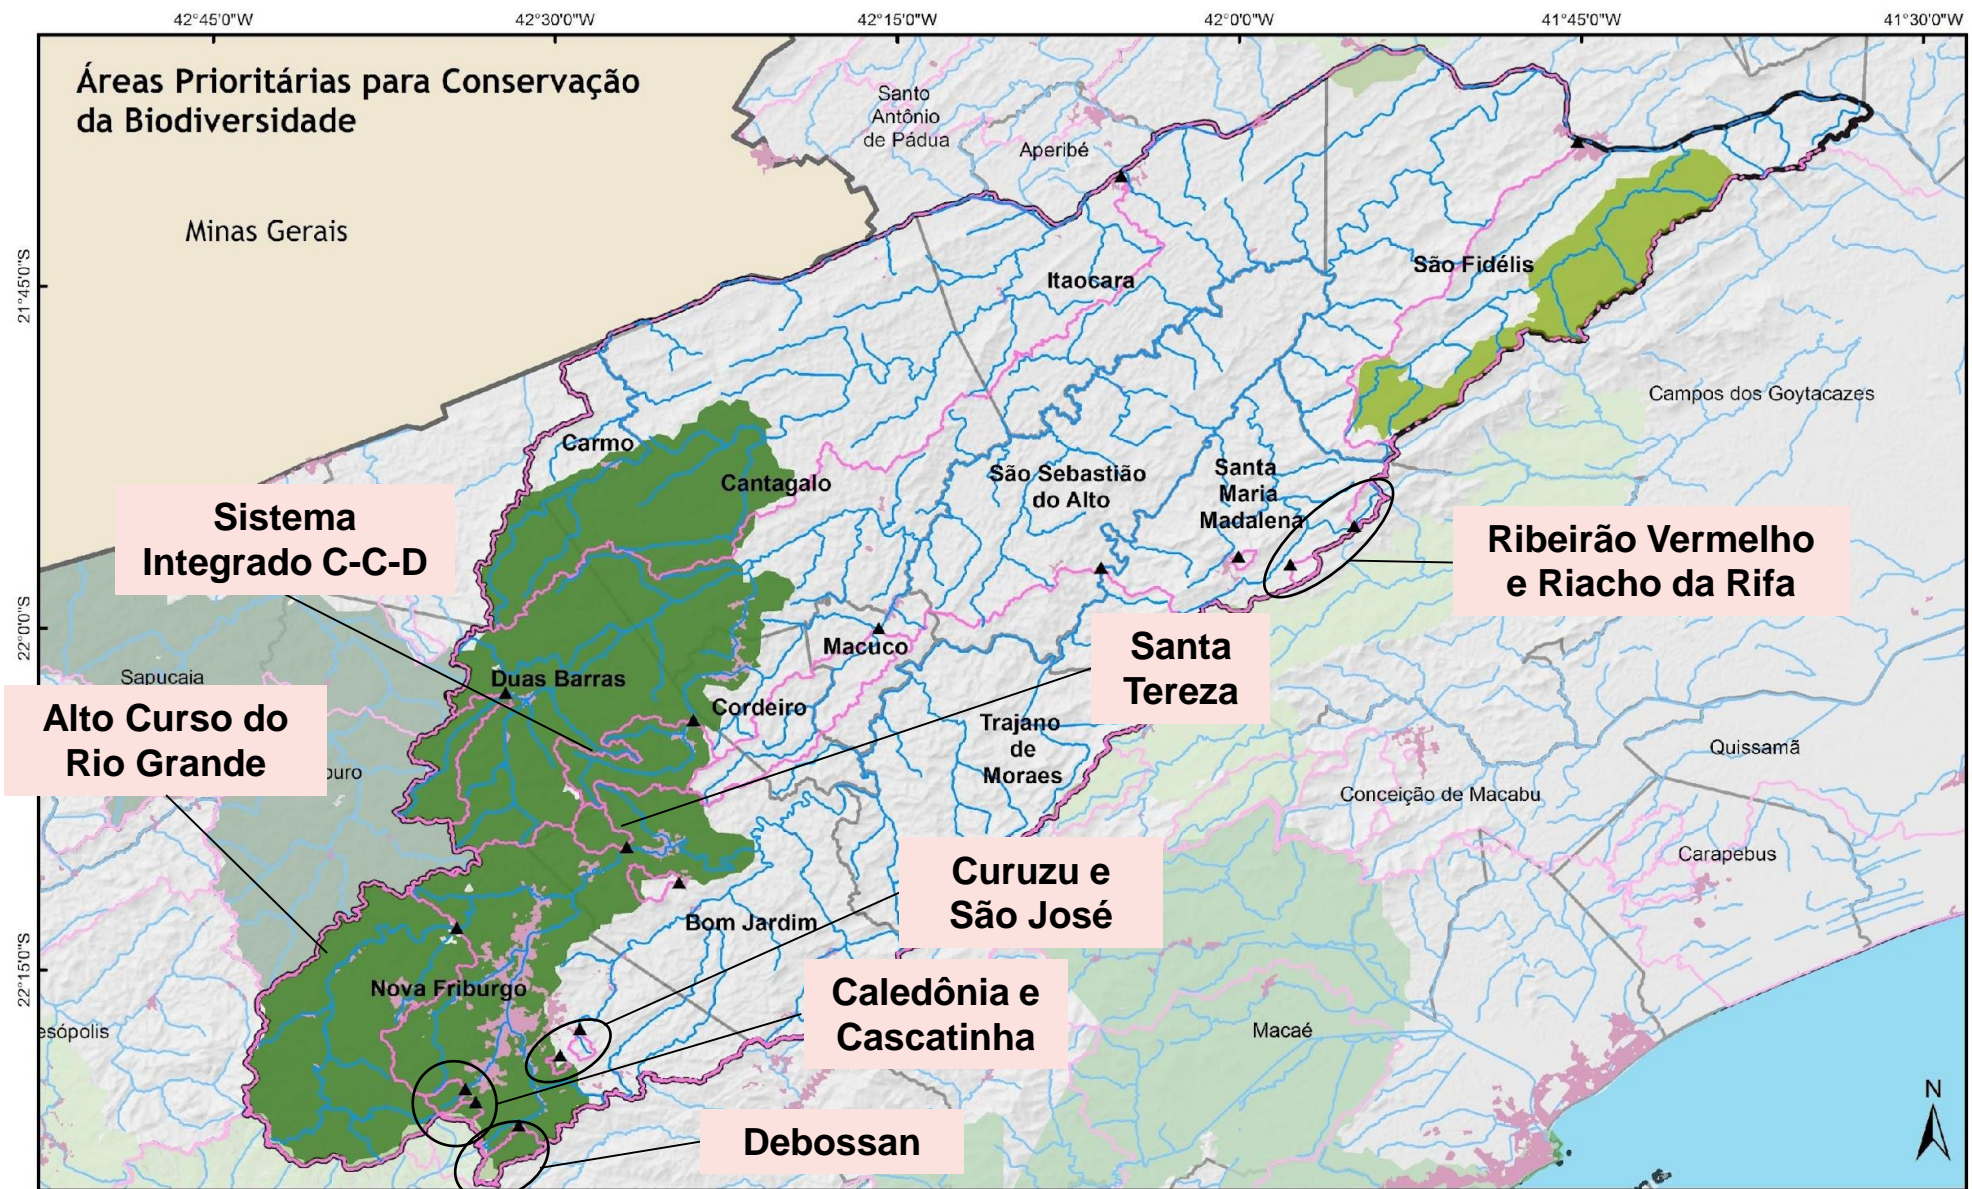 42°45'0"W
42°30'0"W
42°15'0"W
42°0'0"W
41°45'0"W
41°30'0"W
Áreas Prioritárias para Conservação
da Biodiversidade
Minas Gerais
Santo
Antônio
de Pádua
Aperibé
21°45'0"S
Itaocara
São Fidélis
Campos dos Goytacazes
Carmo
Cantagalo
São Sebastião
do Alto
Santa
Maria
Madalena
Sistema
Integrado C-C-D
Ribeirão Vermelho
e Riacho da Rifa
22°0'0"S
Macuco
Santa
Tereza
Sapucaia
Duas Barras
Cordeiro
Alto Curso do
Rio Grande
ouro
Trajano
de
Moraes
Quissamã
Conceição de Macabu
Carapebus
Curuzu e
São José
Bom Jardim
22°15'0"S
Nova Friburgo
Caledônia e
Cascatinha
esópolis
Macaé
Debossan
N